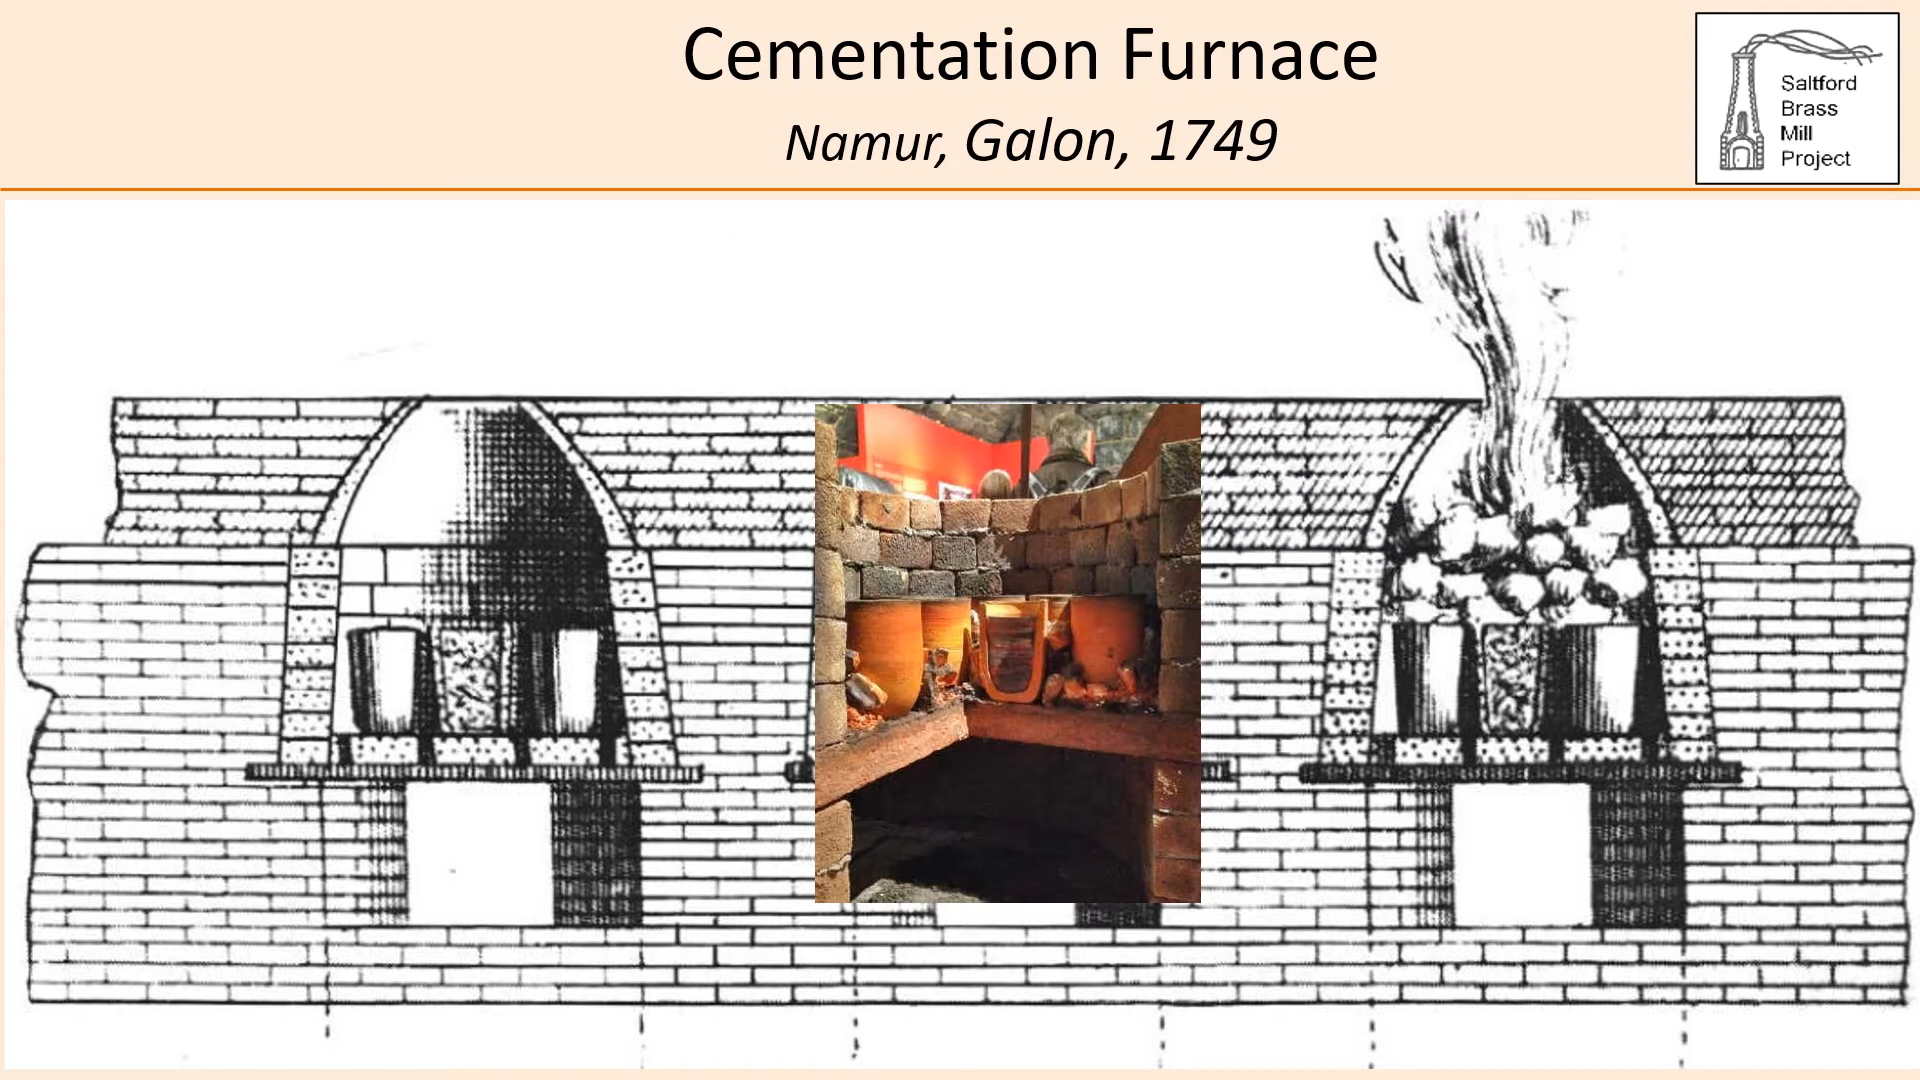 Cementation Furnace
Namur, Galon, 1749
Saltford
Brass
Mill
Project